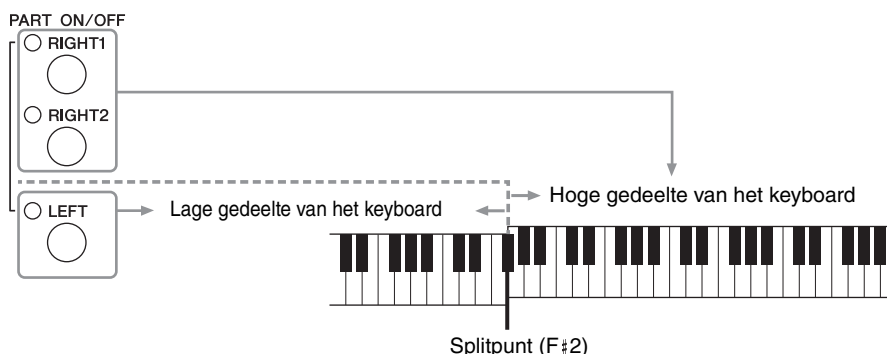 PART ON/OFF
RIGHT1
RIGHT2
Hoge gedeelte van het keyboard
LEFT
Lage gedeelte van het keyboard
Splitpunt (F♯2)